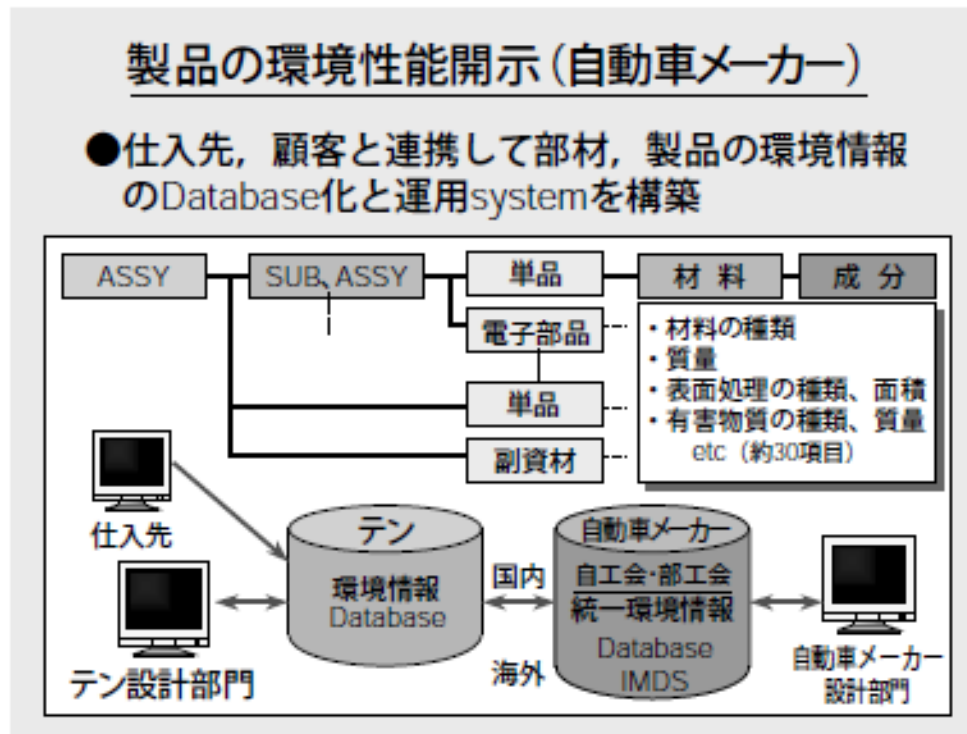 製品の環境性能開示（自動車メーカー）
●仕入先，顧客と連携して部材，製品の環境情報
のDatabase化と運用systemを構築
ASSY
SUB、ASSY
単品
材 料
成 分
電子部品
単品
副資材
・材料の種類
・質量
・表面処理の種類、面積
・有害物質の種類、質量
etc（約30項目）
仕入先
テン設計部門
テン
環境情報
Database
国内
海外
自動車メーカー
自工会・部工会
統一環境情報
Database
IMDS
自動車メーカー
設計部門